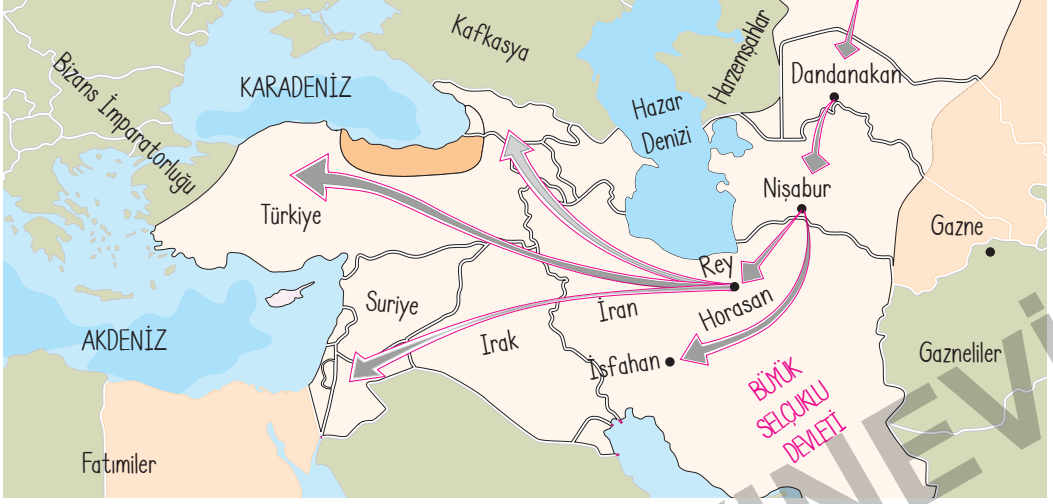 Kafkasya
Harzemşahlar
Dandanakan
Bizans İmparatorluğu
KARADENİZ
Hazar
Denizi
Nişabur
Türkiye
Gazne
Rey
Suriye
İran
Horasan
AKDENİZ
Irak
İsfahan
Gazneliler
BÜYÜK
SELÇUKLU
DEVLETİ
Fatımiler